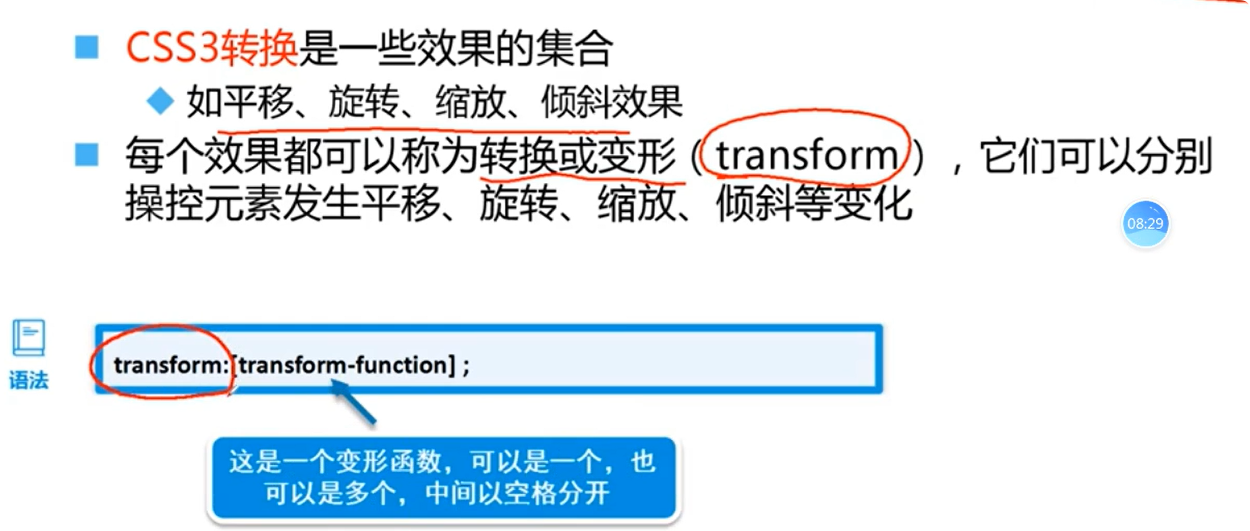 CSS3转换是一些效果的集合
如平移、旋转、缩放、倾斜效果
每个效果都可以称为转换或变形（transform），它们可以分别
操控元素发生平移、旋转、缩放、倾斜等变化
08:29
transform:[transform-function] ;
语法
这是一个变形函数，可以是一个，也
可以是多个，中间以空格分开